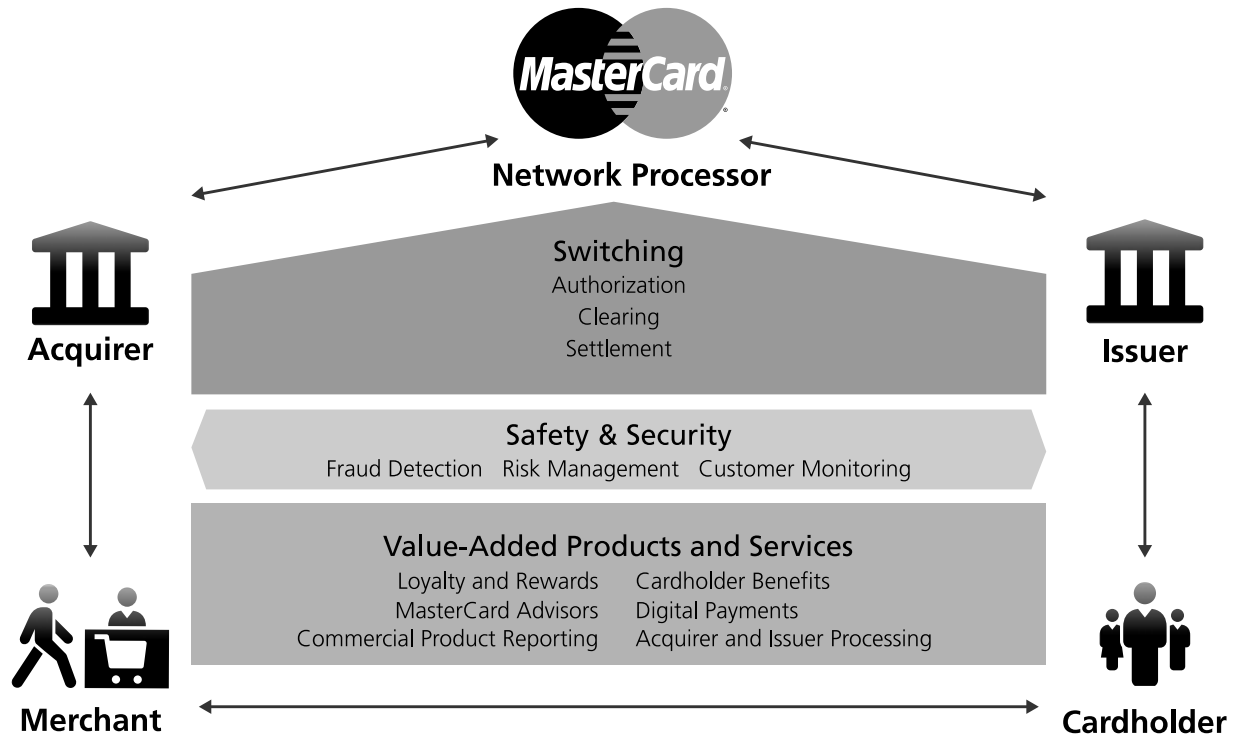 MasterCard®
®
Network Processor
Switching
Authorization
Clearing
Settlement
Acquirer
Issuer
Safety & Security
Fraud Detection Risk Management Customer Monitoring
Value-Added Products and Services
Loyalty and Rewards Cardholder Benefits
MasterCard Advisors Digital Payments
Commercial Product Reporting Acquirer and Issuer Processing
Merchant
Cardholder